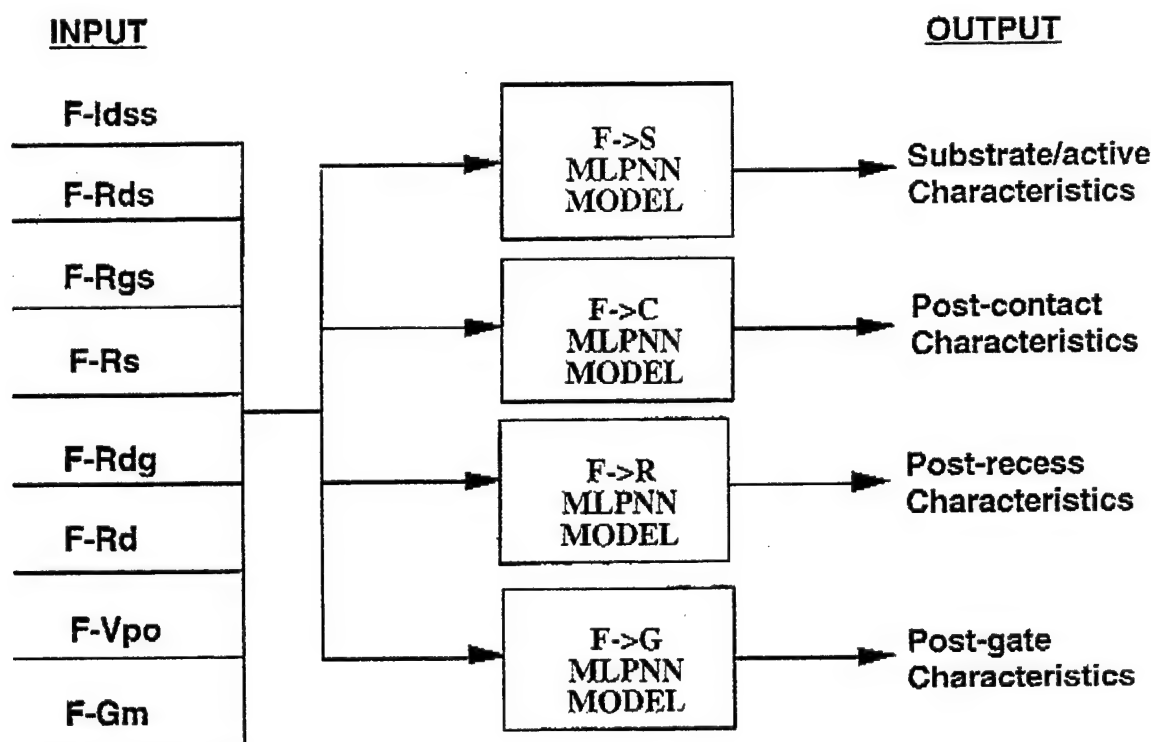 INPUT
F-Idss
F-Rds
F-Rgs
F-Rs
F-Rdg
F-Rd
F-Vpo
F-Gm
F->S
MLPNN
MODEL
F->C
MLPNN
MODEL
F->R
MLPNN
MODEL
F->G
MLPNN
MODEL
OUTPUT
Substrate/active
Characteristics
Post-contact
Characteristics
Post-recess
Characteristics
Post-gate
Characteristics